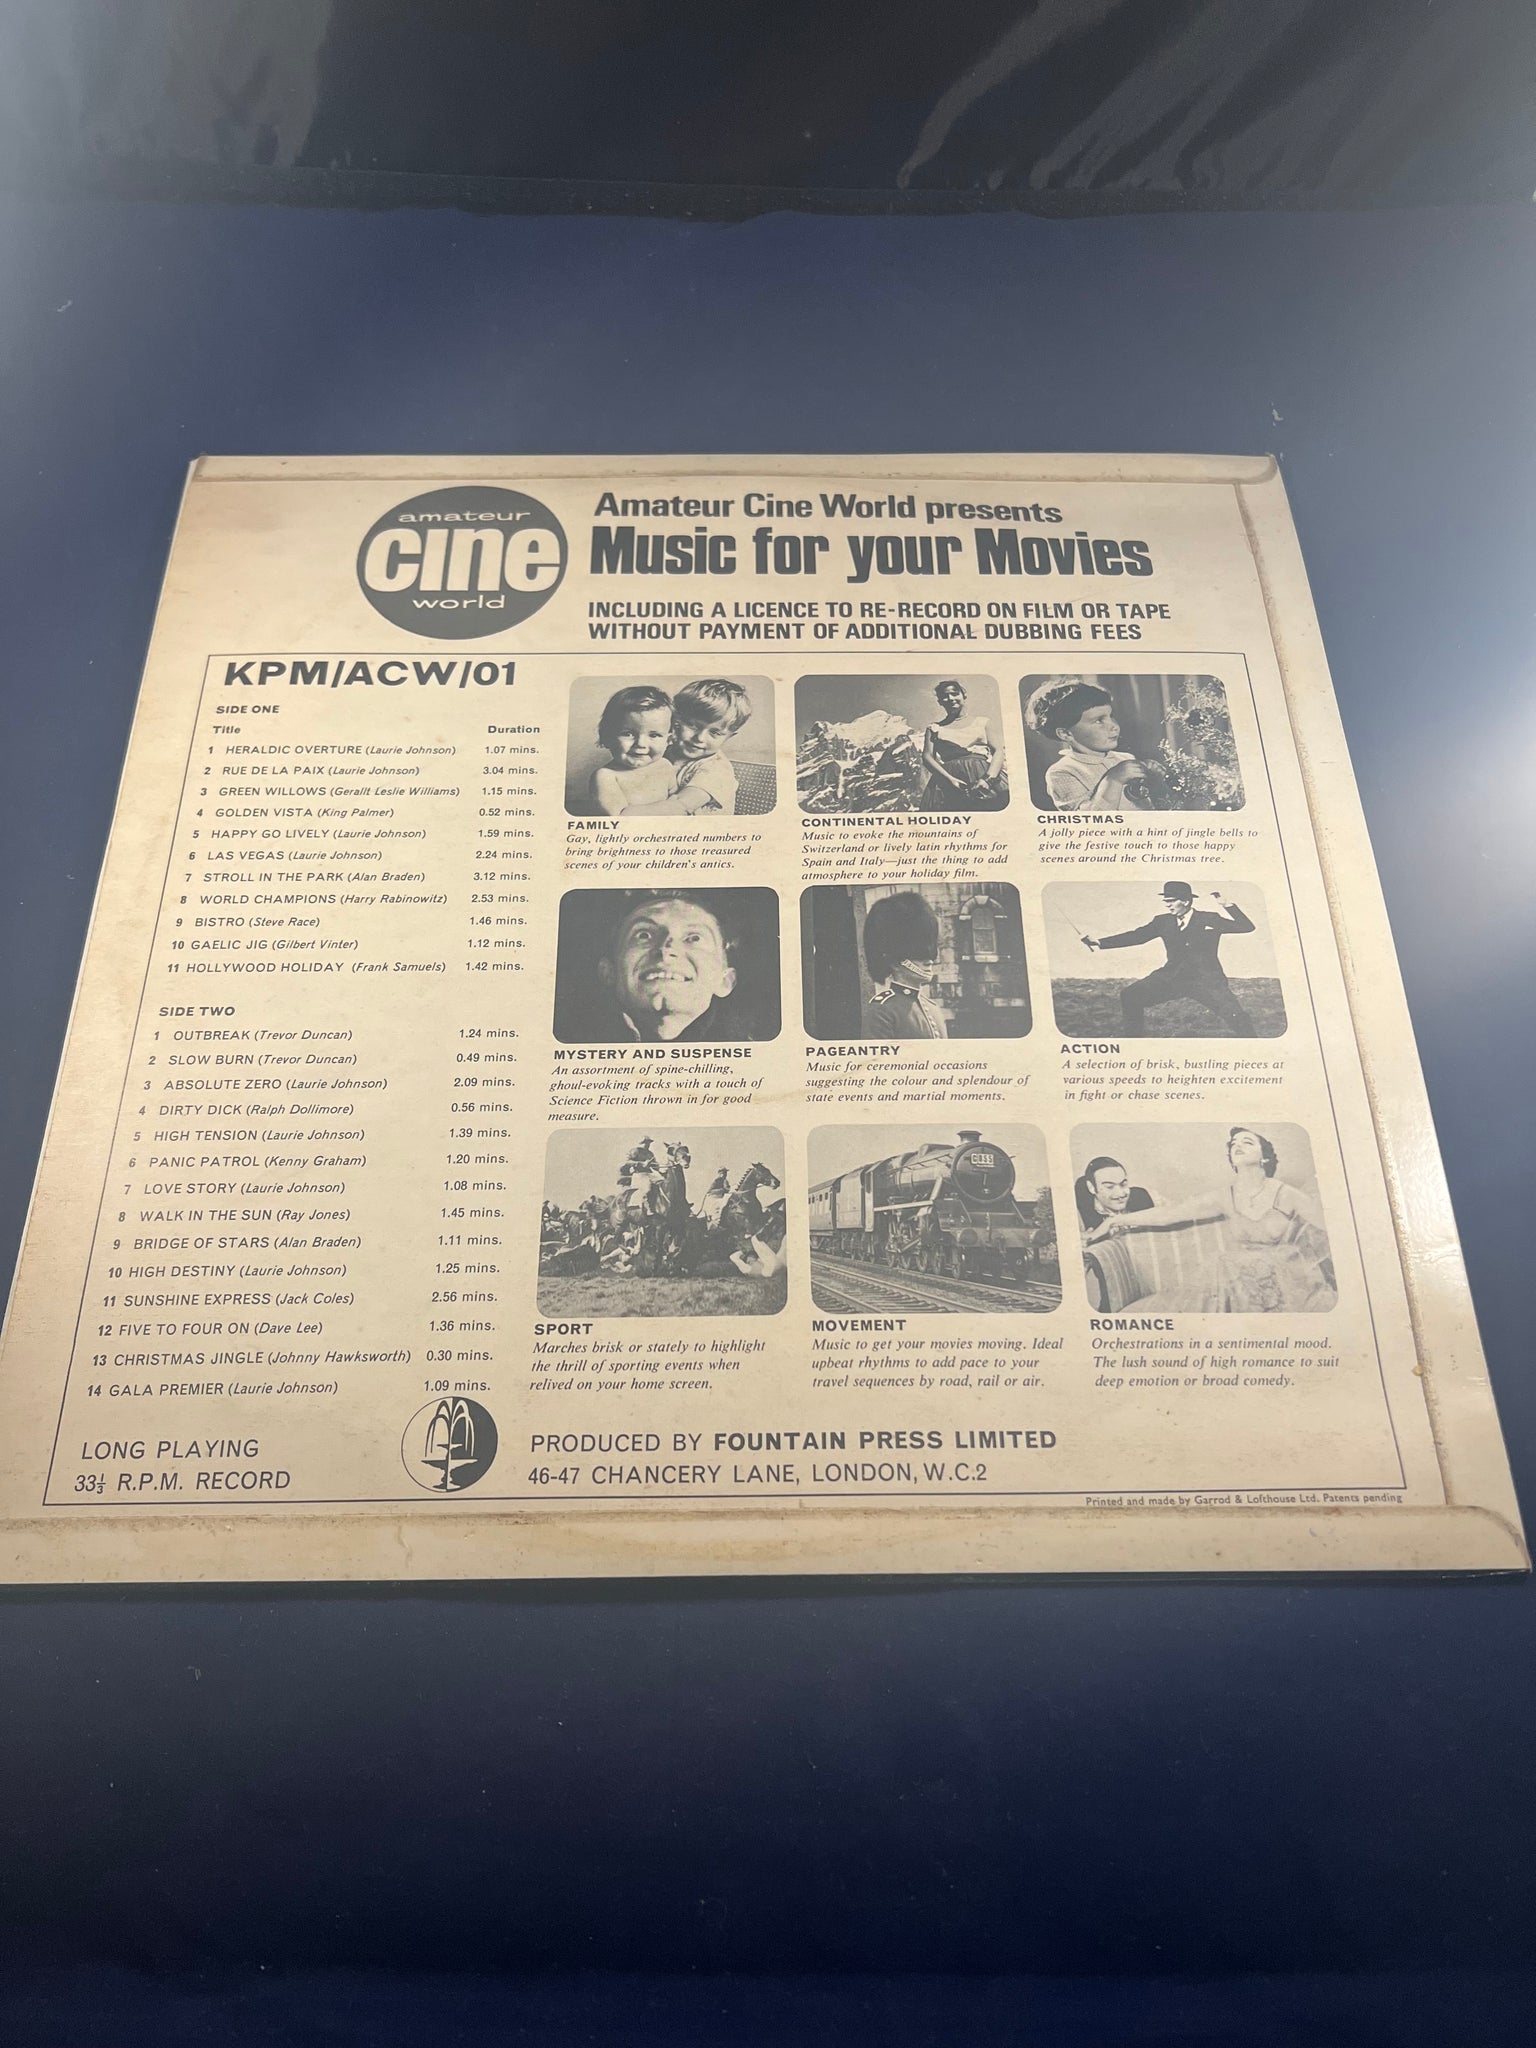 amateur
cine
world
Amateur Cine World presents
Music for your Movies
INCLUDING A LICENCE TO RE-RECORD ON FILM OR TAPE
WITHOUT PAYMENT OF ADDITIONAL DUBBING FEES
KPM/ACW/01
SIDE ONE
Title Duration
1 HERALDIC OVERTURE (Laurie Johnson) 1.07 mins.
2 RUE DE LA PAIX (Laurie Johnson) 3.04 mins.
3 GREEN WILLOWS (Gerallt Leslie Williams) 1.15 mins.
4 GOLDEN VISTA (King Palmer) 0.52 mins.
5 HAPPY GO LIVELY (Laurie Johnson) 1.59 mins.
6 LAS VEGAS (Laurie Johnson) 2.24 mins.
7 STROLL IN THE PARK (Alan Braden) 3.12 mins.
8 WORLD CHAMPIONS (Harry Rabinowitz) 2.53 mins.
9 BISTRO (Steve Race) 1.46 mins.
10 GAELIC JIG (Gilbert Vinter) 1.12 mins.
11 HOLLYWOOD HOLIDAY (Frank Samuels) 1.42 mins.
SIDE TWO
1 OUTBREAK (Trevor Duncan) 1.24 mins.
2 SLOW BURN (Trevor Duncan) 0.49 mins.
3 ABSOLUTE ZERO (Laurie Johnson) 2.09 mins.
4 DIRTY DICK (Ralph Dollimore) 0.56 mins.
5 HIGH TENSION (Laurie Johnson) 1.39 mins.
6 PANIC PATROL (Kenny Graham) 1.20 mins.
7 LOVE STORY (Laurie Johnson) 1.08 mins.
8 WALK IN THE SUN (Ray Jones) 1.45 mins.
9 BRIDGE OF STARS (Alan Braden) 1.11 mins.
10 HIGH DESTINY (Laurie Johnson) 1.25 mins.
11 SUNSHINE EXPRESS (Jack Coles) 2.56 mins.
12 FIVE TO FOUR ON (Dave Lee) 1.36 mins.
13 CHRISTMAS JINGLE (Johnny Hawksworth) 0.30 mins.
14 GALA PREMIER (Laurie Johnson) 1.09 mins.
FAMILY
Gay, lightly orchestrated numbers to
bring brightness to those treasured
scenes of your children's antics.
CONTINENTAL HOLIDAY
Music to evoke the mountains of
Switzerland or lively latin rhythms for
Spain and Italy—just the thing to add
atmosphere to your holiday film.
CHRISTMAS
A jolly piece with a hint of jingle bells to
give the festive touch to those happy
scenes around the Christmas tree.
MYSTERY AND SUSPENSE
An assortment of spine-chilling,
ghoul-evoking tracks with a touch of
Science Fiction thrown in for good
measure.
PAGEANTRY
Music for ceremonial occasions
suggesting the colour and splendour of
state events and martial moments.
ACTION
A selection of brisk, bustling pieces at
various speeds to heighten excitement
in fight or chase scenes.
SPORT
Marches brisk or stately to highlight
the thrill of sporting events when
relived on your home screen.
MOVEMENT
Music to get your movies moving. Ideal
upbeat rhythms to add pace to your
travel sequences by road, rail or air.
ROMANCE
Orchestrations in a sentimental mood.
The lush sound of high romance to suit
deep emotion or broad comedy.
LONG PLAYING
33⅓ R.P.M. RECORD
PRODUCED BY FOUNTAIN PRESS LIMITED
46-47 CHANCERY LANE, LONDON, W.C.2
Printed and made by Garrod & Lofthouse Ltd. Patents pending